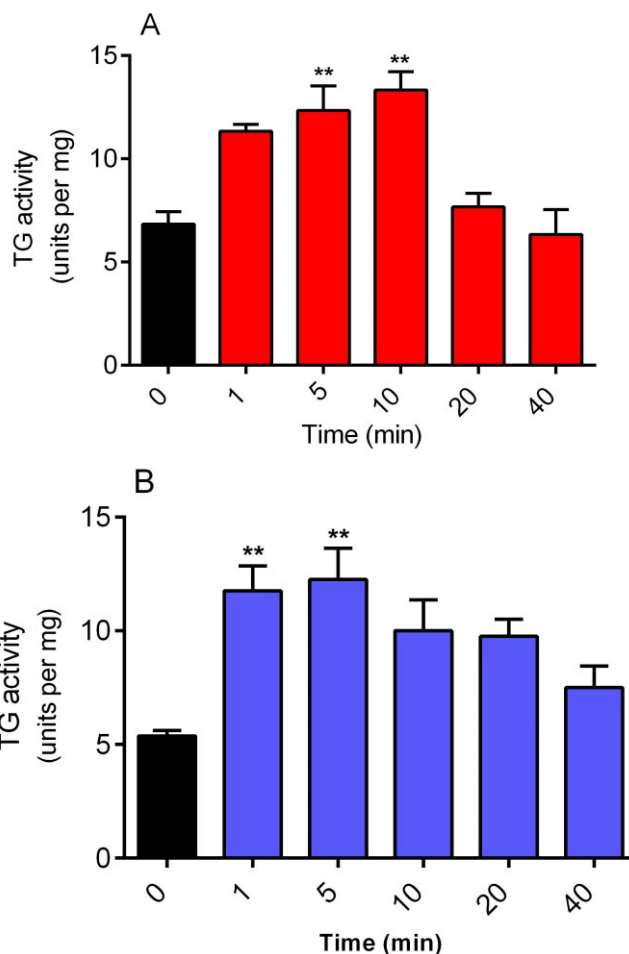 A
15
10
5
0
TG activity
(units per mg)
** **
0 1 5 10 20 40
Time (min)
B
15
10
5
0
TG activity
(units per mg)
** **
0 1 5 10 20 40
Time (min)